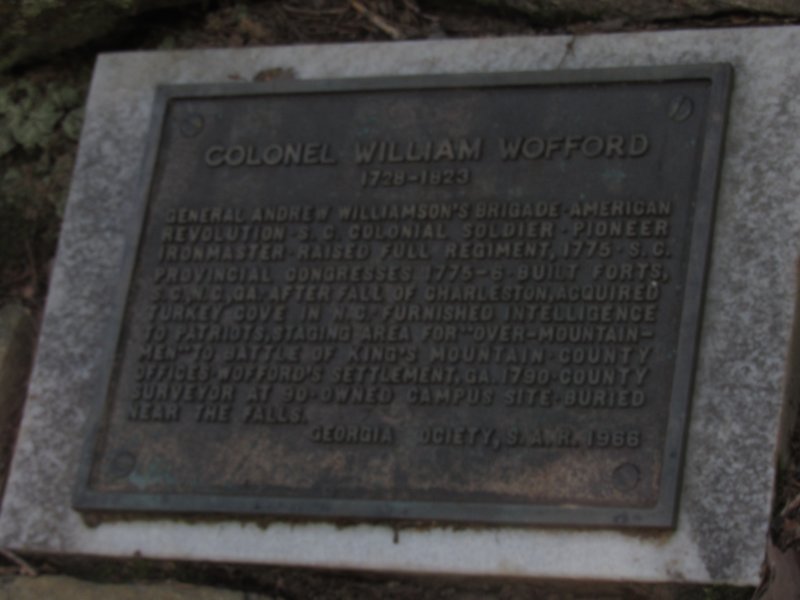 COLONEL WILLIAM WOFFORD
1728-1823
GENERAL ANDREW WILLIAMSON'S BRIGADE·AMERICAN
REVOLUTION·S.C. COLONIAL SOLDIER·PIONEER
IRONMASTER·RAISED FULL REGIMENT, 1775·S.C.
PROVINCIAL CONGRESSES 1775-6·BUILT FORTS,
S.C., N.C., GA. AFTER FALL OF CHARLESTON, ACQUIRED
TURKEY COVE IN N.C. FURNISHED INTELLIGENCE
TO PATRIOTS, STAGING AREA FOR "OVER-MOUNTAIN-
MEN" TO BATTLE OF KING'S MOUNTAIN·COUNTY
OFFICES·WOFFORD'S SETTLEMENT, GA. 1790·COUNTY
SURVEYOR AT 90·OWNED CAMPUS SITE·BURIED
NEAR THE FALLS.
GEORGIA OCIETY, S.A.R. 1966